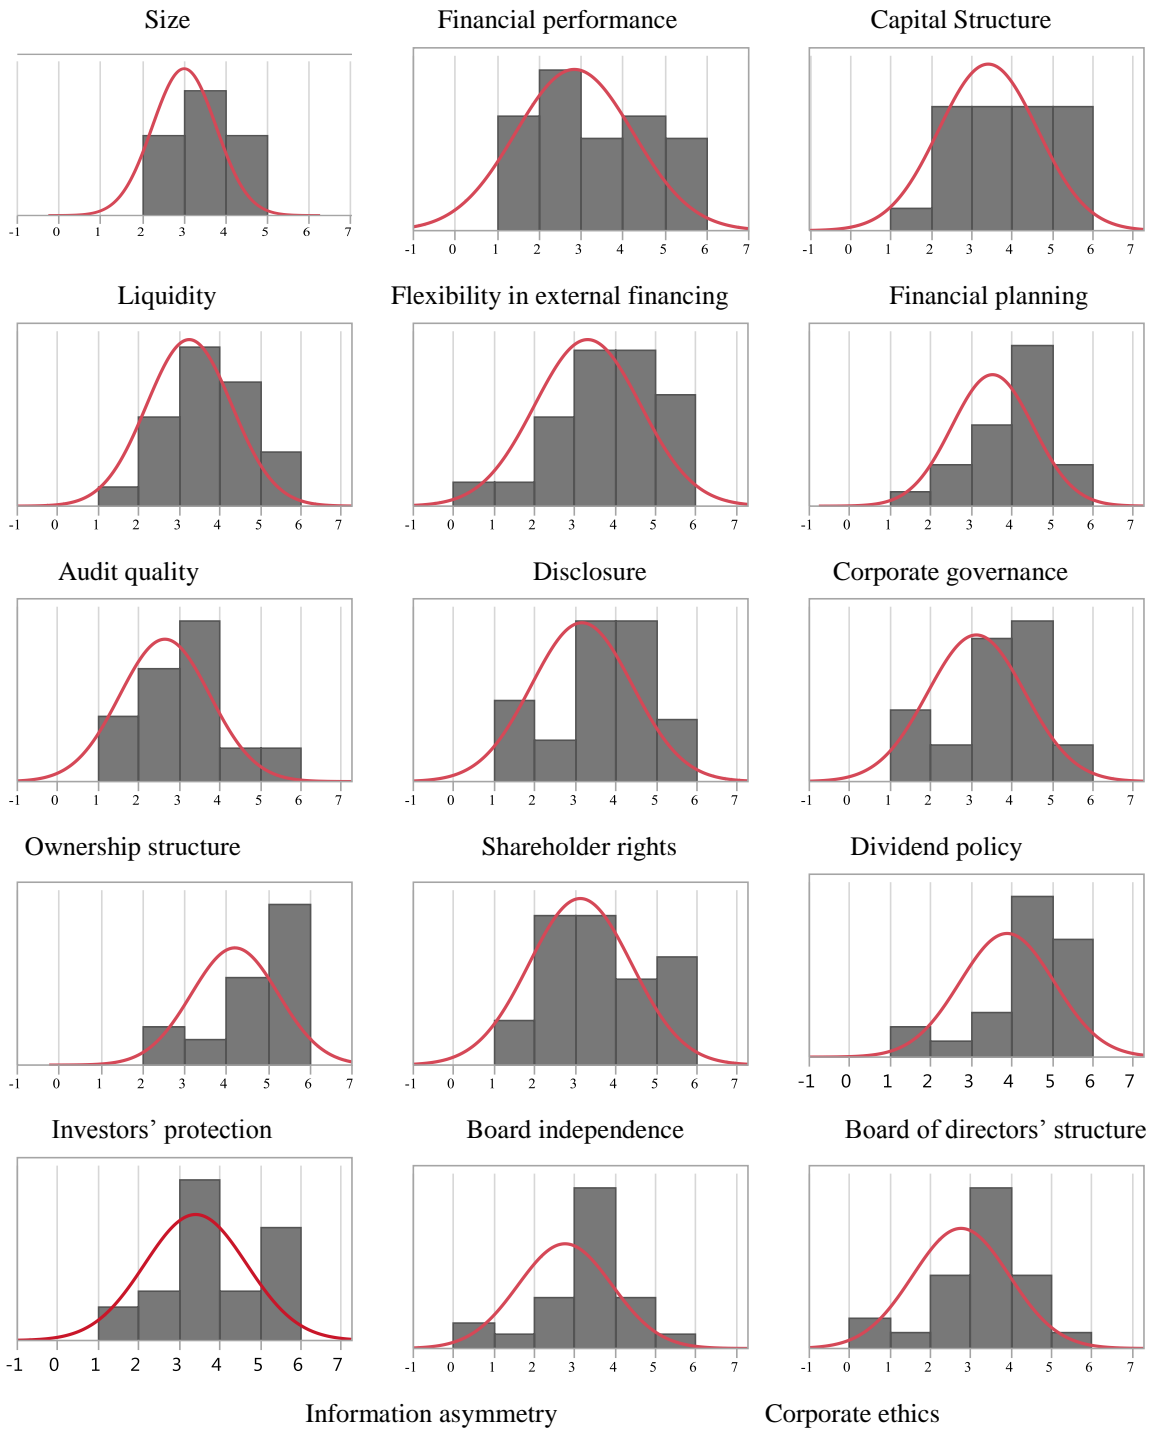 Size Financial performance Capital Structure
-1 0 1 2 3 4 5 6 7
-1 0 1 2 3 4 5 6 7
-1 0 1 2 3 4 5 6 7
Liquidity Flexibility in external financing Financial planning
-1 0 1 2 3 4 5 6 7
-1 0 1 2 3 4 5 6 7
-1 0 1 2 3 4 5 6 7
Audit quality Disclosure Corporate governance
-1 0 1 2 3 4 5 6 7
-1 0 1 2 3 4 5 6 7
-1 0 1 2 3 4 5 6 7
Ownership structure Shareholder rights Dividend policy
-1 0 1 2 3 4 5 6 7
-1 0 1 2 3 4 5 6 7
-1 0 1 2 3 4 5 6 7
Investors’ protection Board independence Board of directors’ structure
-1 0 1 2 3 4 5 6 7
-1 0 1 2 3 4 5 6 7
-1 0 1 2 3 4 5 6 7
Information asymmetry Corporate ethics